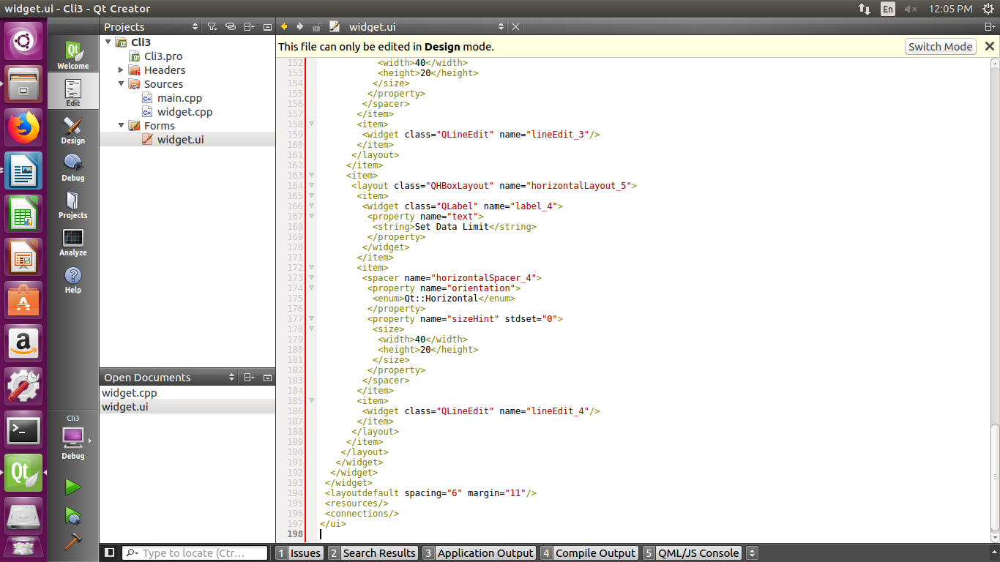 widget.ui - Cli3 - Qt Creator
En
12:05 PM
Projects
widget.ui
Cli3
Cli3.pro
Headers
Sources
main.cpp
widget.cpp
Forms
widget.ui
Qt
Welcome
Edit
Design
Debug
Projects
Analyze
Help
Open Documents
widget.cpp
widget.ui
Cli3
Debug
This file can only be edited in Design mode.
Switch Mode
152 <width>40</width>
153 <height>20</height>
154 </size>
155 </property>
156 </spacer>
157 </item>
158 <item>
159 <widget class="QLineEdit" name="lineEdit_3"/>
160 </item>
161 </layout>
162 </item>
163 <item>
164 <layout class="QHBoxLayout" name="horizontalLayout_5">
165 <item>
166 <widget class="QLabel" name="label_4">
167 <property name="text">
168 <string>Set Data Limit</string>
169 </property>
170 </widget>
171 </item>
172 <item>
173 <spacer name="horizontalSpacer_4">
174 <property name="orientation">
175 <enum>Qt::Horizontal</enum>
176 </property>
177 <property name="sizeHint" stdset="0">
178 <size>
179 <width>40</width>
180 <height>20</height>
181 </size>
182 </property>
183 </spacer>
184 </item>
185 <item>
186 <widget class="QLineEdit" name="lineEdit_4"/>
187 </item>
188 </layout>
189 </item>
190 </layout>
191 </widget>
192 </widget>
193 </widget>
194 <layoutdefault spacing="6" margin="11"/>
195 <resources/>
196 <connections/>
197 </ui>
198
Type to locate (Ctr...
1 Issues
2 Search Results
3 Application Output
4 Compile Output
5 QML/JS Console